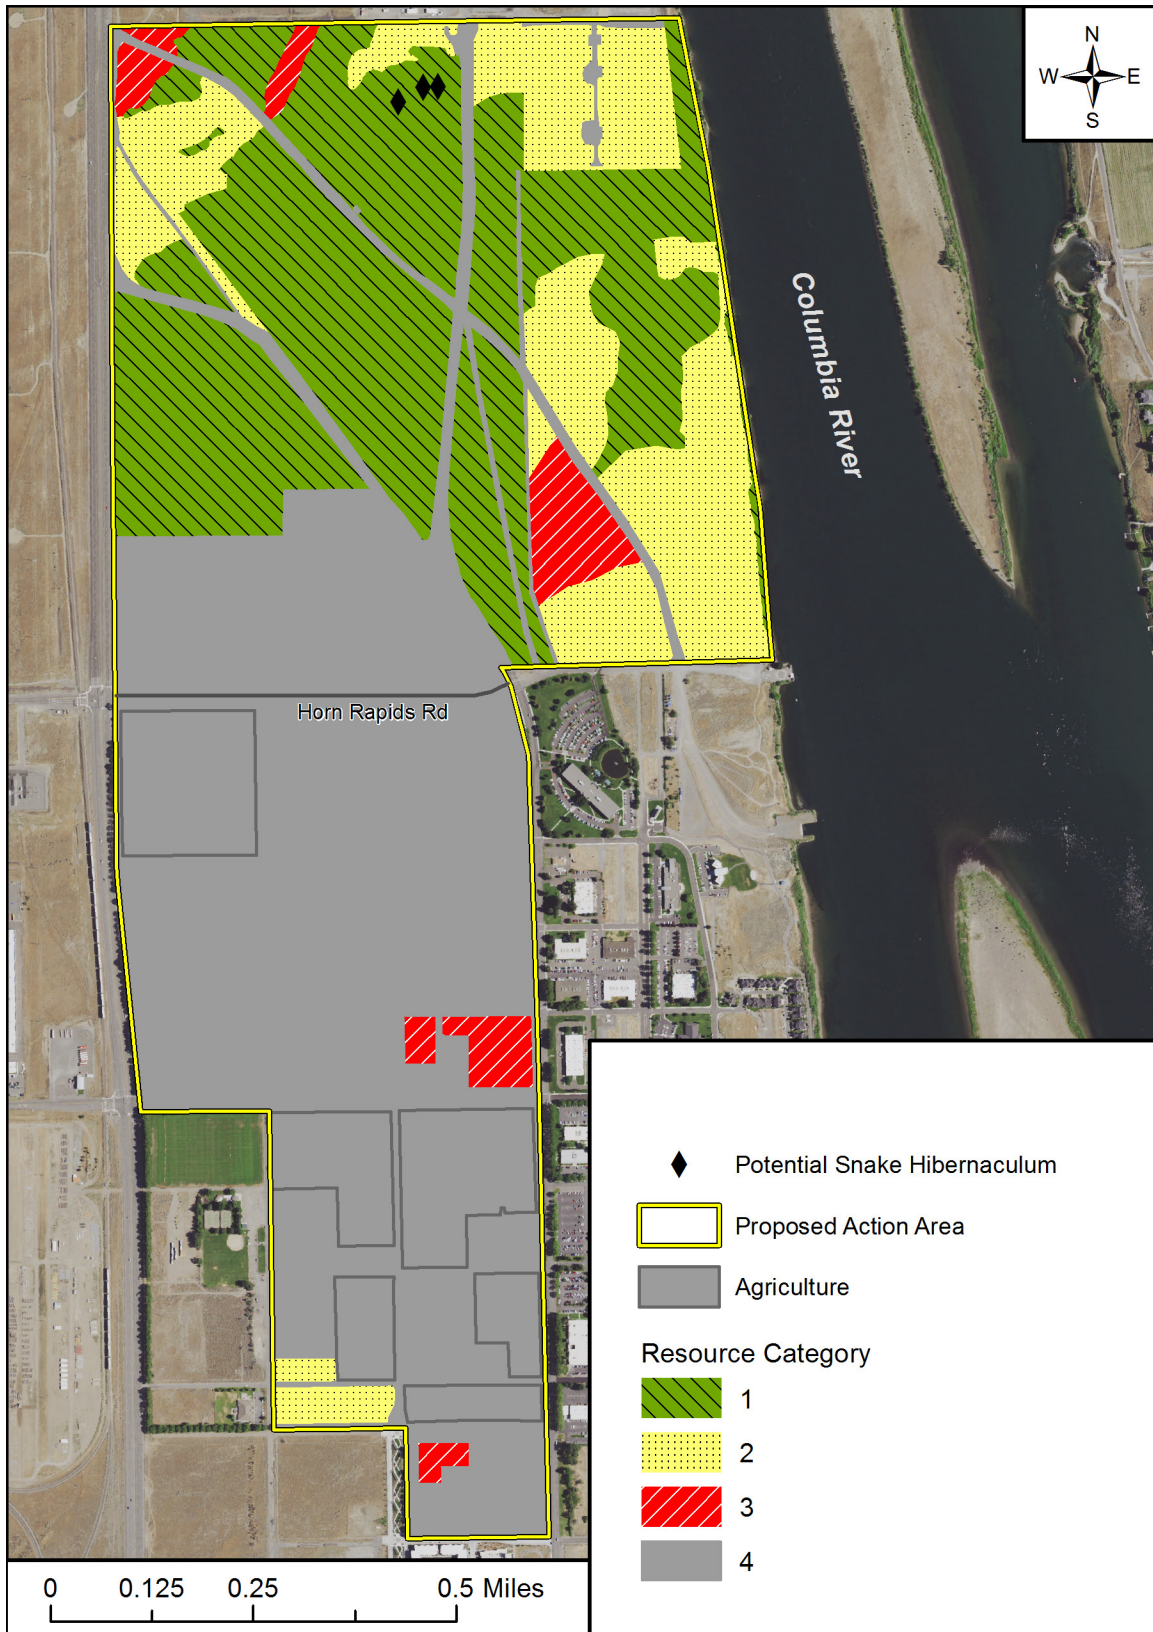 N
W E
S
Columbia River
Horn Rapids Rd
Potential Snake Hibernaculum
Proposed Action Area
Agriculture
Resource Category
1
2
3
4
0 0.125 0.25 0.5 Miles